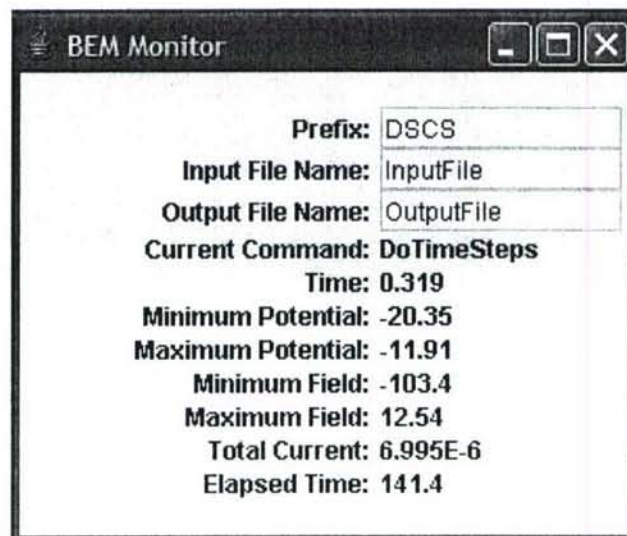 BEM Monitor
Prefix: DSCS
Input File Name: InputFile
Output File Name: OutputFile
Current Command: DoTimeSteps
Time: 0.319
Minimum Potential: -20.35
Maximum Potential: -11.91
Minimum Field: -103.4
Maximum Field: 12.54
Total Current: 6.995E-6
Elapsed Time: 141.4